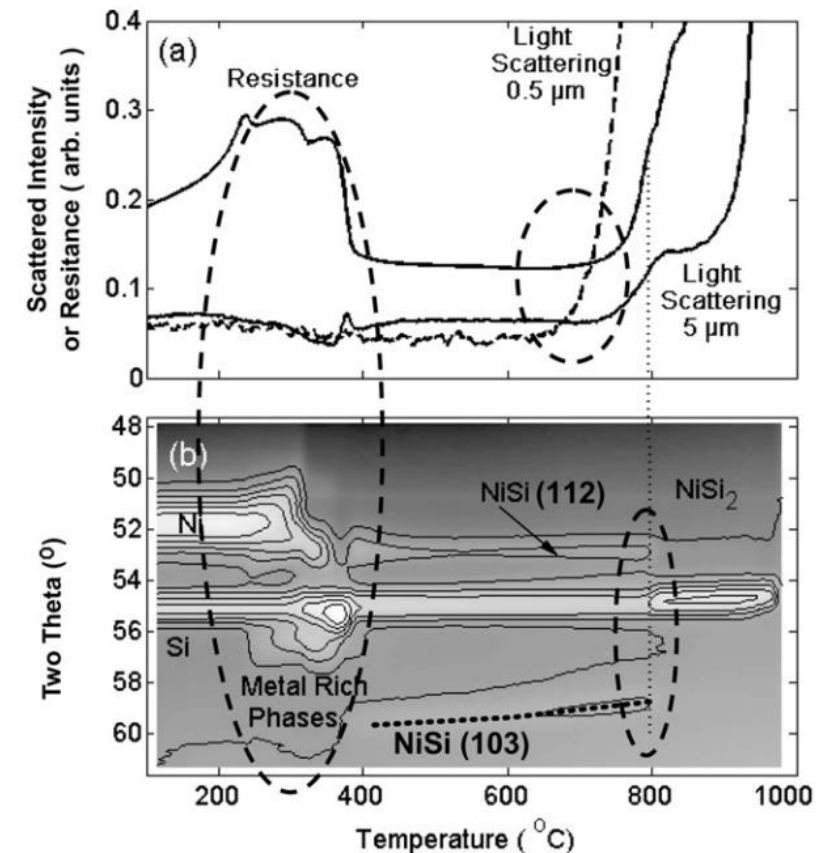 (a)
Resistance
Light
Scattering
0.5 µm
Light
Scattering
5 µm
Scattered Intensity
or Resitance ( arb. units )
0.4
0.3
0.2
0.1
0
(b)
Ni
Si
NiSi (112)
NiSi2
Metal Rich
Phases
NiSi (103)
Two Theta (⁰)
48
50
52
54
56
58
60
200
400
600
800
1000
Temperature ( ⁰C)